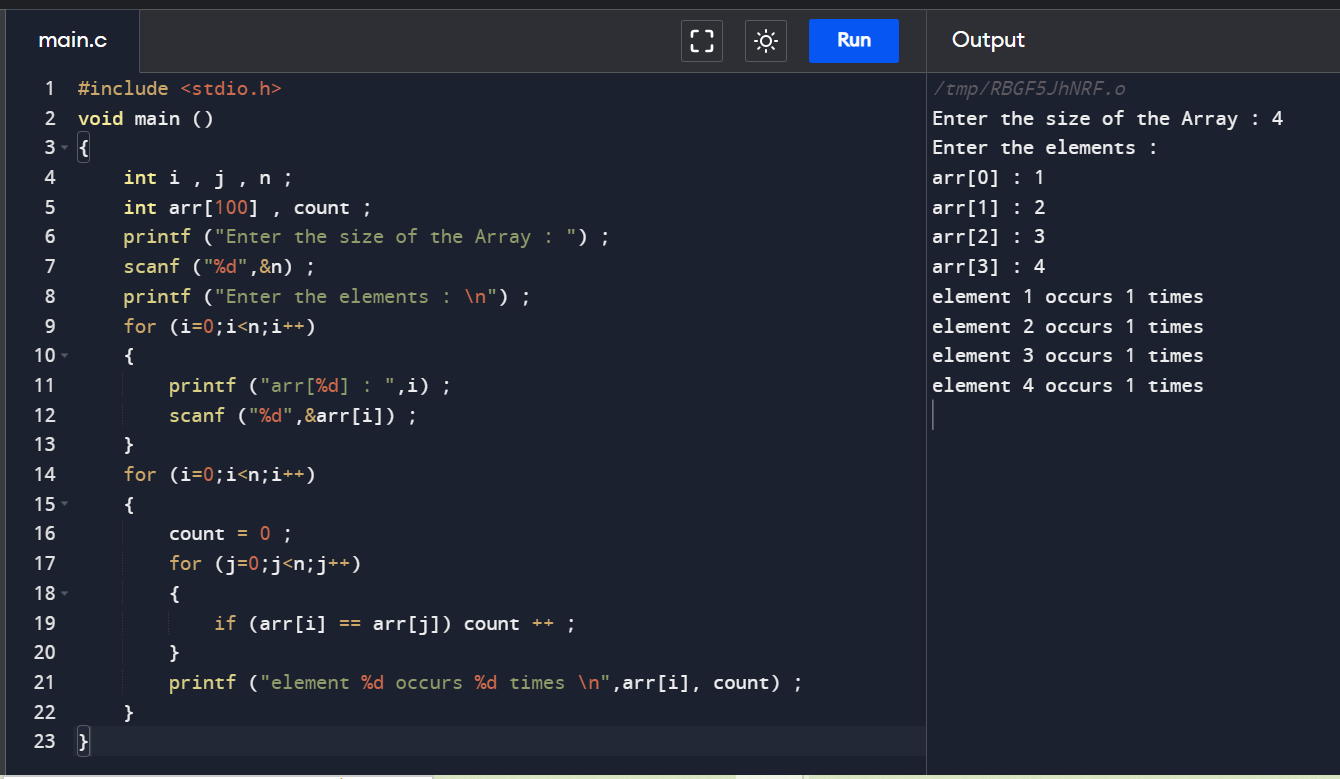 main.c
Run
Output
1 #include <stdio.h>
2 void main ()
3 {
4     int i , j , n ;
5     int arr[100] , count ;
6     printf ("Enter the size of the Array : ") ;
7     scanf ("%d",&n) ;
8     printf ("Enter the elements : \n") ;
9     for (i=0;i<n;i++)
10     {
11         printf ("arr[%d] : ",i) ;
12         scanf ("%d",&arr[i]) ;
13     }
14     for (i=0;i<n;i++)
15     {
16         count = 0 ;
17         for (j=0;j<n;j++)
18         {
19             if (arr[i] == arr[j]) count ++ ;
20         }
21         printf ("element %d occurs %d times \n",arr[i], count) ;
22     }
23 }
/tmp/RBGF5JhNRF.o
Enter the size of the Array : 4
Enter the elements :
arr[0] : 1
arr[1] : 2
arr[2] : 3
arr[3] : 4
element 1 occurs 1 times
element 2 occurs 1 times
element 3 occurs 1 times
element 4 occurs 1 times